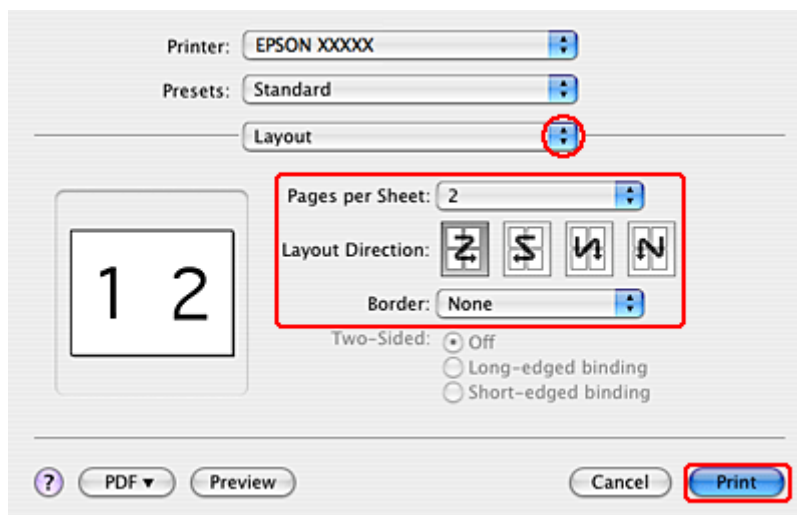 Printer: EPSON XXXXX
Presets: Standard
Layout
Pages per Sheet: 2
Layout Direction:
Border: None
1 2
Two-Sided: Off
Long-edged binding
Short-edged binding
? PDF▼ Preview Cancel Print